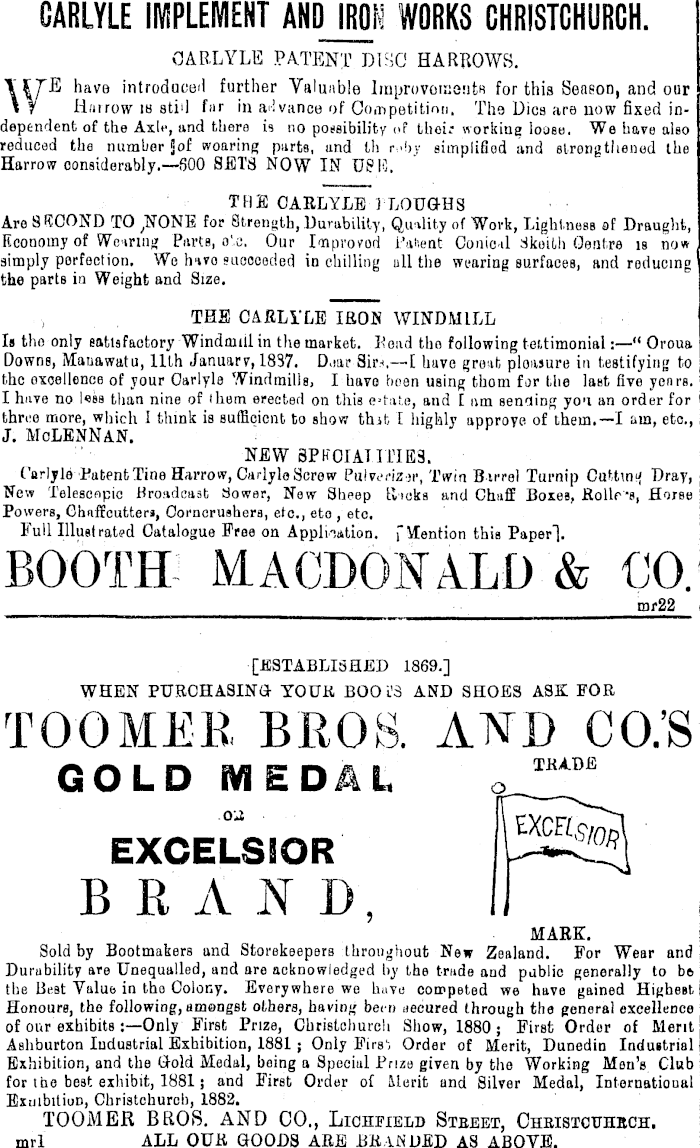 CARLYLE IMPLEMENT AND IRON WORKS CHRISTCHURCH.
CARLYLE PATENT DISC HARROWS.
WE have introduced further Valuable Improvements for this Season, and our
Harrow is still far in advance of Competition. The Dics are now fixed in-
dependent of the Axle, and there is no possibility of their working loose. We have also
reduced the number of wearing parts, and thereby simplified and strengthened the
Harrow considerably.—600 SETS NOW IN USE.
THE CARLYLE PLOUGHS
Are SECOND TO NONE for Strength, Durability, Quality of Work, Lightness of Draught,
Economy of Wearing Parts, etc. Our Improved Patent Conical Skeith Centre is now
simply perfection. We have succeeded in chilling all the wearing surfaces, and reducing
the parts in Weight and Size.
THE CARLYLE IRON WINDMILL
Is the only satisfactory Windmill in the market. Read the following testimonial :—" Oroua
Downs, Manawatu, 11th January, 1887. Dear Sirs,—I have great pleasure in testifying to
the excellence of your Carlyle Windmills, I have been using them for the last five years.
I have no less than nine of them erected on this estate, and I am sending you an order for
three more, which I think is sufficient to show that I highly approve of them.—I am, etc.,
J. McLENNAN.
NEW SPECIALITIES.
Carlyle Patent Tine Harrow, Carlyle Screw Pulverizer, Twin Barrel Turnip Cutting Dray,
New Telescopic Broadcast Sower, New Sheep Racks and Chaff Boxes, Rollers, Horse
Powers, Chaffcutters, Corncrushers, etc., etc , etc.
Full Illustrated Catalogue Free on Application. [Mention this Paper].
BOOTH MACDONALD & CO.
mr22
[ESTABLISHED 1869.]
WHEN PURCHASING YOUR BOOTS AND SHOES ASK FOR
TOOMER BROS. AND CO.'S
GOLD MEDAL
OR
EXCELSIOR
BRAND,
TRADE
EXCELSIOR
MARK.
Sold by Bootmakers and Storekeepers throughout New Zealand. For Wear and
Durability are Unequalled, and are acknowledged by the trade and public generally to be
the Best Value in the Colony. Everywhere we have competed we have gained Highest
Honours, the following, amongst others, having been secured through the general excellence
of our exhibits :—Only First Prize, Christchurch Show, 1880 ; First Order of Merit
Ashburton Industrial Exhibition, 1881 ; Only First Order of Merit, Dunedin Industrial
Exhibition, and the Gold Medal, being a Special Prize given by the Working Men's Club
for the best exhibit, 1881 ; and First Order of Merit and Silver Medal, International
Exhibition, Christchurch, 1882.
TOOMER BROS. AND CO., LICHFIELD STREET, CHRISTCUHRCH.
mr1 ALL OUR GOODS ARE BRANDED AS ABOVE.